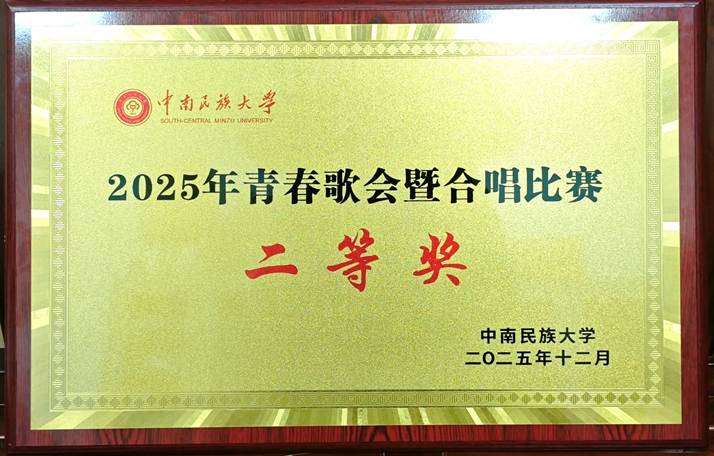 中南民族大学
SOUTH-CENTRAL MINZU UNIVERSITY
2025年青春歌会暨合唱比赛
二等奖
中南民族大学
二〇二五年十二月